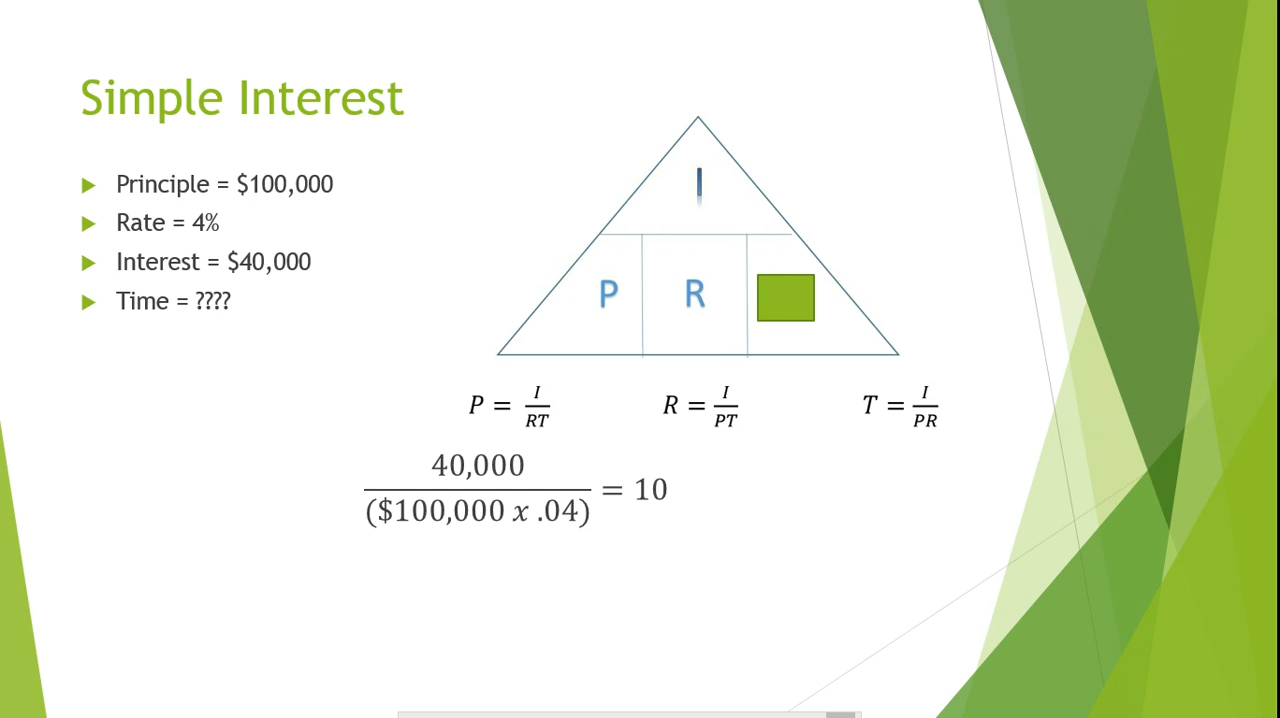 Simple Interest
Principle = $100,000
Rate = 4%
Interest = $40,000
Time = ????
I
P R
P = I/RT R = I/PT T = I/PR
40,000/($100,000 x .04) = 10